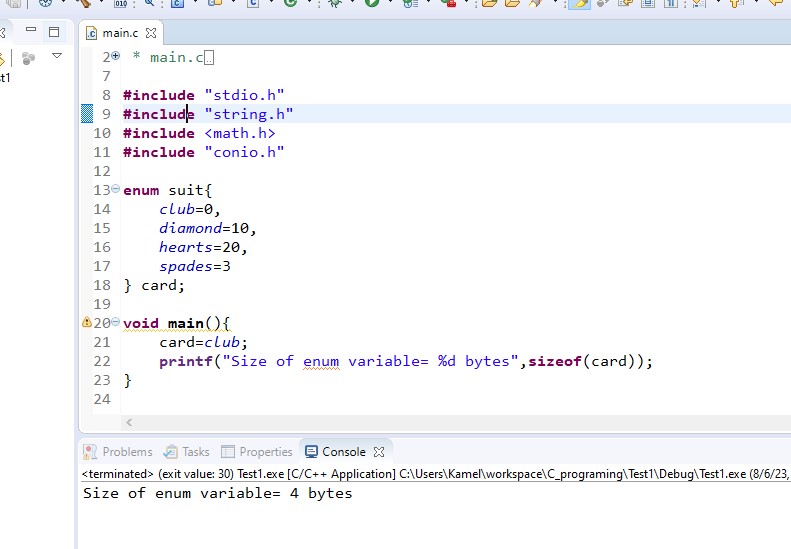 main.c
t1
2 * main.c
7
8 #include "stdio.h"
9 #include "string.h"
10 #include <math.h>
11 #include "conio.h"
12
13 enum suit{
14     club=0,
15     diamond=10,
16     hearts=20,
17     spades=3
18 } card;
19
20 void main(){
21     card=club;
22     printf("Size of enum variable= %d bytes",sizeof(card));
23 }
24
Problems Tasks Properties Console
<terminated> (exit value: 30) Test1.exe [C/C++ Application] C:\Users\Kamel\workspace\C_programing\Test1\Debug\Test1.exe (8/6/23,
Size of enum variable= 4 bytes